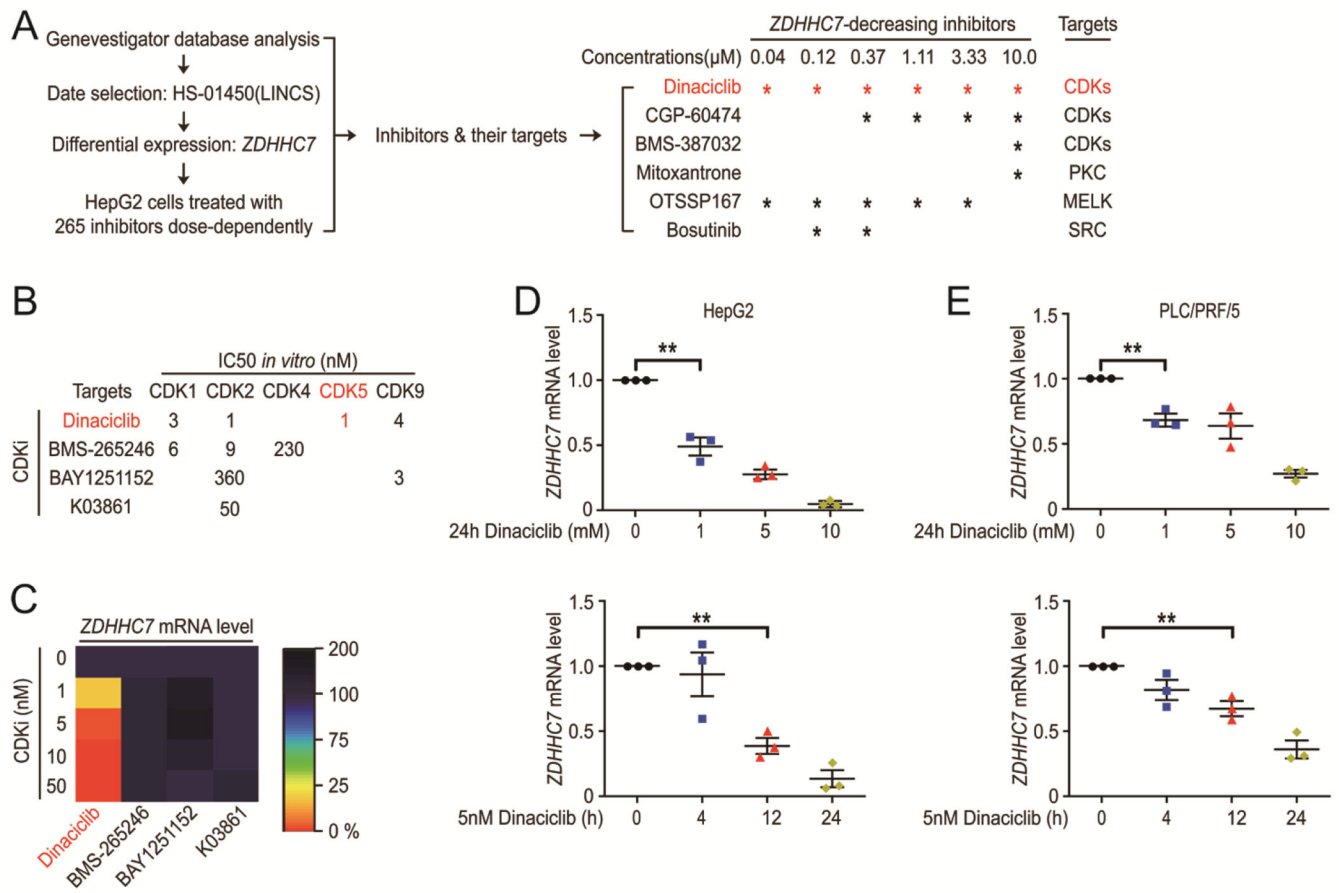 A
Genevestigator database analysis
Date selection: HS-01450(LINCS)
Differential expression: ZDHHC7
HepG2 cells treated with
265 inhibitors dose-dependently
Inhibitors & their targets
ZDHHC7-decreasing inhibitors Targets
Concentrations(μM) 0.04 0.12 0.37 1.11 3.33 10.0
Dinaciclib * * * * * * CDKs
CGP-60474 * * * * CDKs
BMS-387032 * CDKs
Mitoxantrone * PKC
OTSSP167 * * * * * MELK
Bosutinib * * SRC
B
IC50 in vitro (nM)
Targets CDK1 CDK2 CDK4 CDK5 CDK9
CDKi
Dinaciclib 3 1 1 4
BMS-265246 6 9 230
BAY1251152 360 3
K03861 50
C
ZDHHC7 mRNA level
CDKi (nM)
0
1
5
10
50
Dinaciclib
BMS-265246
BAY1251152
K03861
200
100
75
25
0 %
D
HepG2
ZDHHC7 mRNA level
1.5
1.0
0.5
0
**
0 1 5 10
24h Dinaciclib (mM)
ZDHHC7 mRNA level
1.5
1.0
0.5
0
**
0 4 12 24
5nM Dinaciclib (h)
E
PLC/PRF/5
ZDHHC7 mRNA level
1.5
1.0
0.5
0
**
0 1 5 10
24h Dinaciclib (mM)
ZDHHC7 mRNA level
1.5
1.0
0.5
0
**
0 4 12 24
5nM Dinaciclib (h)